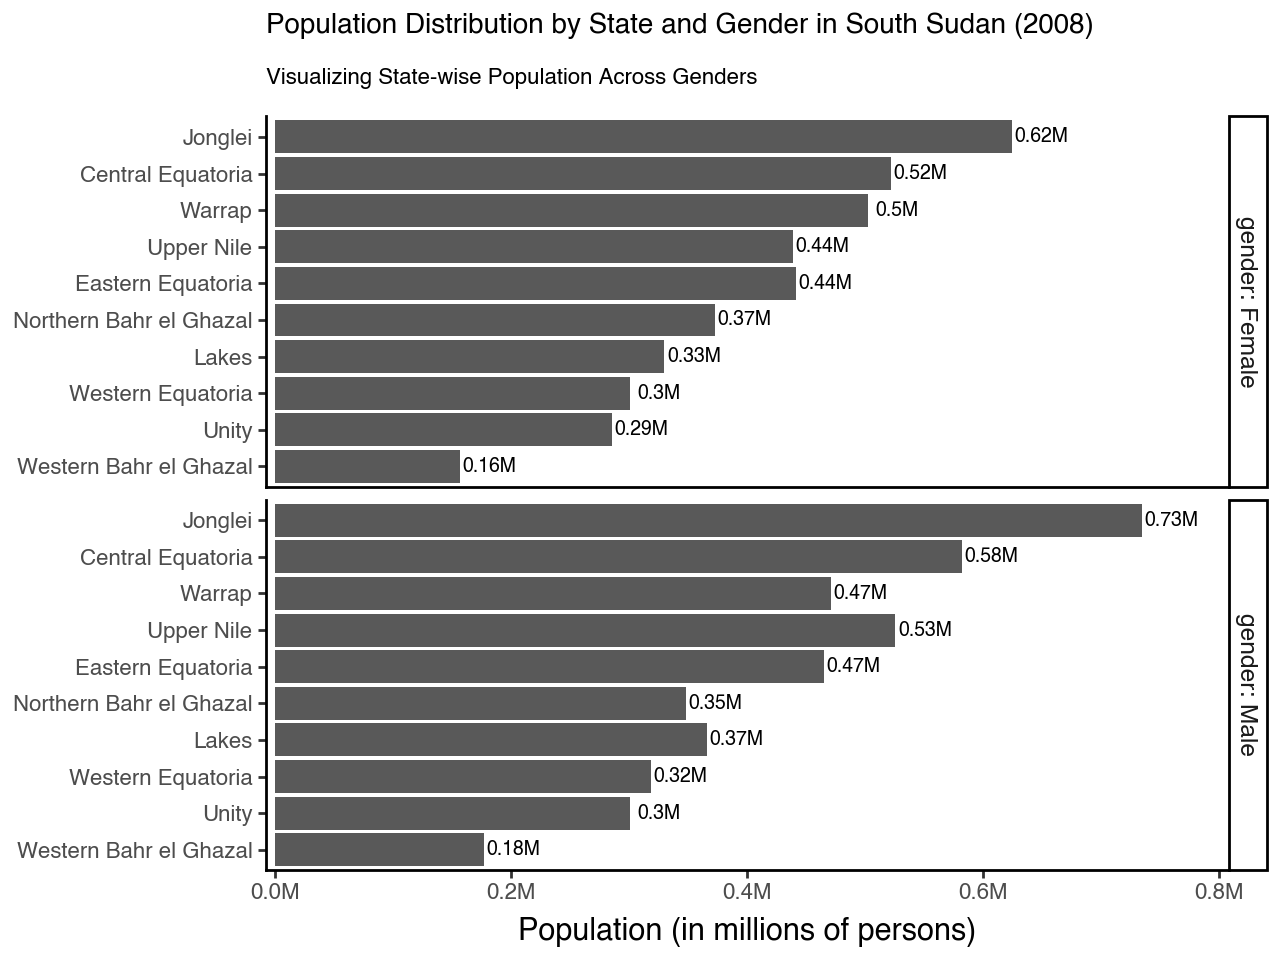 Population Distribution by State and Gender in South Sudan (2008)
Visualizing State-wise Population Across Genders
Jonglei 0.62M
Central Equatoria 0.52M
Warrap 0.5M
Upper Nile 0.44M
Eastern Equatoria 0.44M
Northern Bahr el Ghazal 0.37M
Lakes 0.33M
Western Equatoria 0.3M
Unity 0.29M
Western Bahr el Ghazal 0.16M
gender: Female
Jonglei 0.73M
Central Equatoria 0.58M
Warrap 0.47M
Upper Nile 0.53M
Eastern Equatoria 0.47M
Northern Bahr el Ghazal 0.35M
Lakes 0.37M
Western Equatoria 0.32M
Unity 0.3M
Western Bahr el Ghazal 0.18M
gender: Male
0.0M 0.2M 0.4M 0.6M 0.8M
Population (in millions of persons)